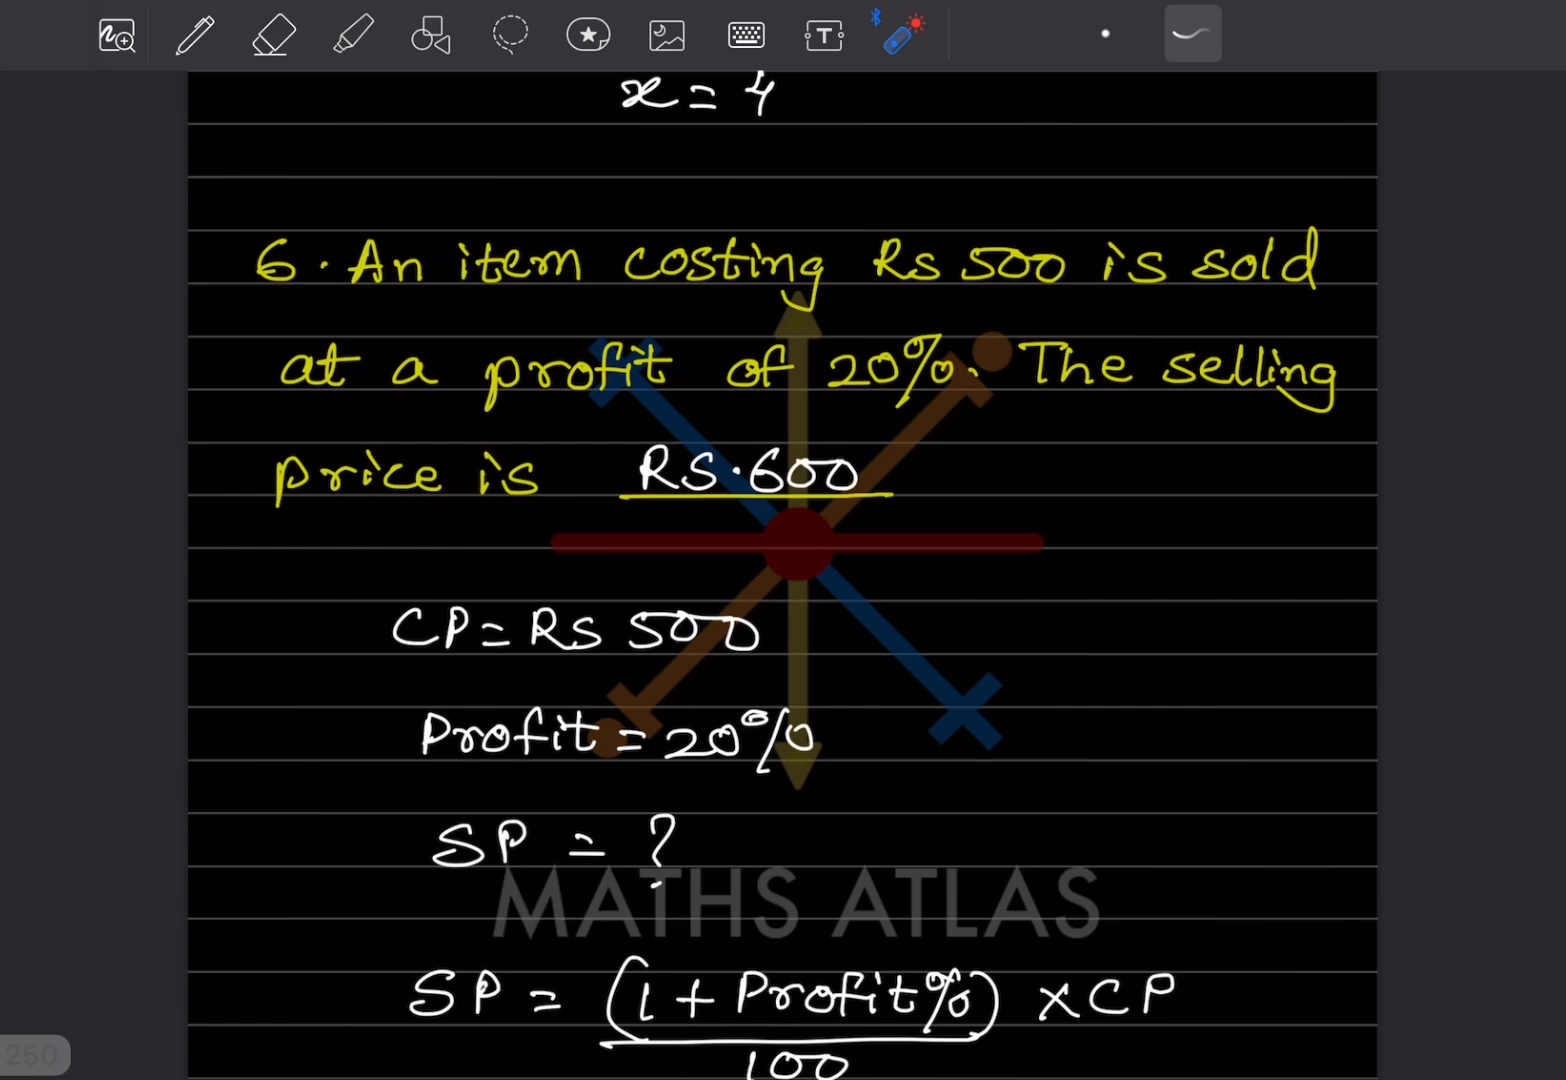 x = 4
6. An item costing Rs 500 is sold
at a profit of 20%. The selling
price is RS.600
CP = RS 500
Profit = 20%
SP = ?
MATHS ATLAS
SP = (1 + Profit%) x CP
100
250